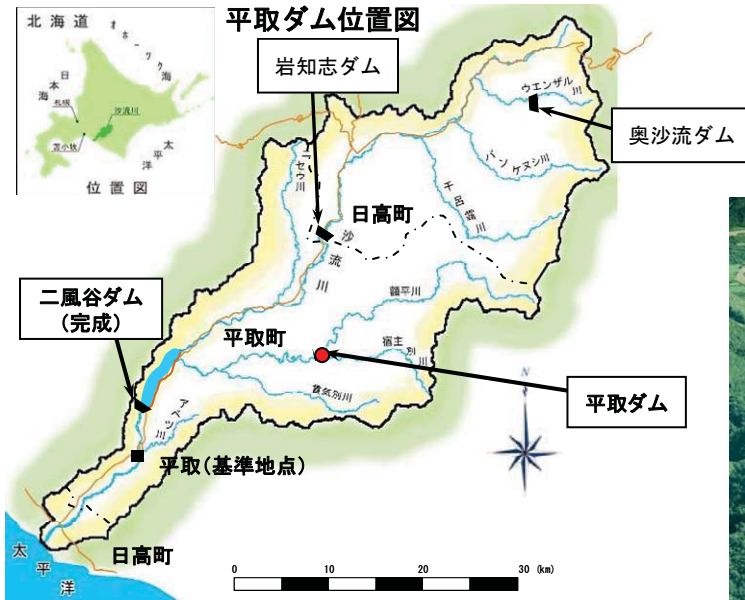 平取ダム位置図
北海道
オホーツク海
日本海
札幌
沙流川
苫小牧
太平洋
位置図
岩知志ダム
ウエンザル川
奥沙流ダム
パンケヌシ川
千呂露川
日高町
沙流川
額平川
二風谷ダム
(完成)
平取町
宿主別川
貫気別川
平取ダム
アベツ川
N
平取(基準地点)
日高町
太平洋
0 10 20 30 (km)